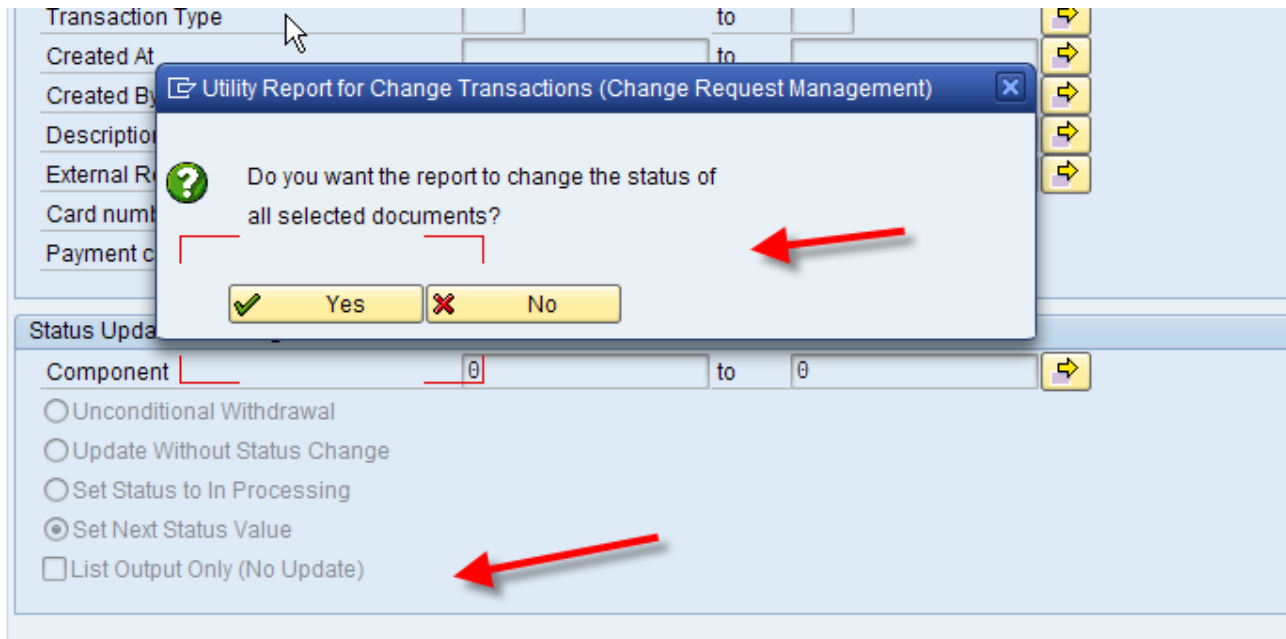 Transaction Type to
Created At to
Utility Report for Change Transactions (Change Request Management)
Created By
Description
External R
Do you want the report to change the status of
all selected documents?
Card numb
Payment c
Yes No
Status Upda
Component 0 to 0
Unconditional Withdrawal
Update Without Status Change
Set Status to In Processing
Set Next Status Value
List Output Only (No Update)